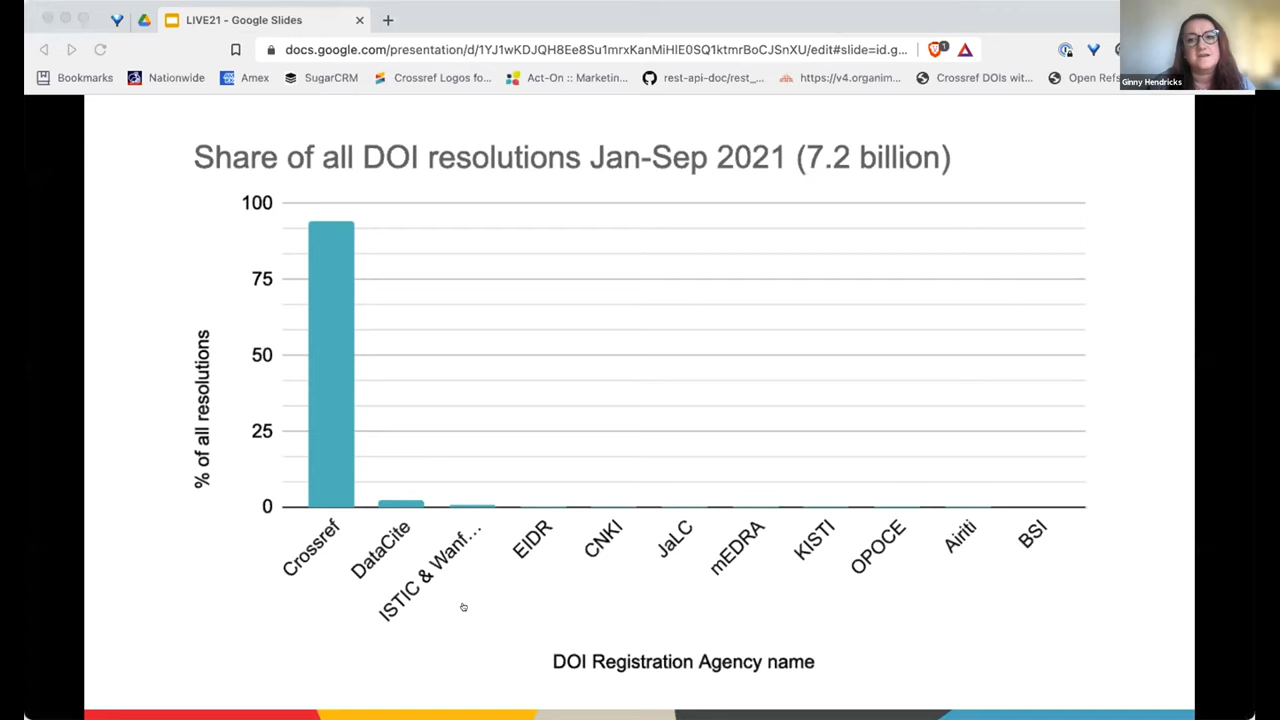 LIVE21 - Google Slides
docs.google.com/presentation/d/1YJ1wKDJQH8Ee8Su1mrxKanMiHlE0SQ1ktmrBoCJSnXU/edit#slide=id.g...
1
Bookmarks
Nationwide
Amex
SugarCRM
Crossref Logos fo...
Act-On :: Marketin...
rest-api-doc/rest_...
https://v4.organim...
Crossref DOIs wit...
Open Refs
Ginny Hendricks
Share of all DOI resolutions Jan-Sep 2021 (7.2 billion)
100
75
50
25
0
% of all resolutions
Crossref
DataCite
ISTIC & Wanf...
EIDR
CNKI
JaLC
mEDRA
KISTI
OPOCE
Airiti
BSI
DOI Registration Agency name